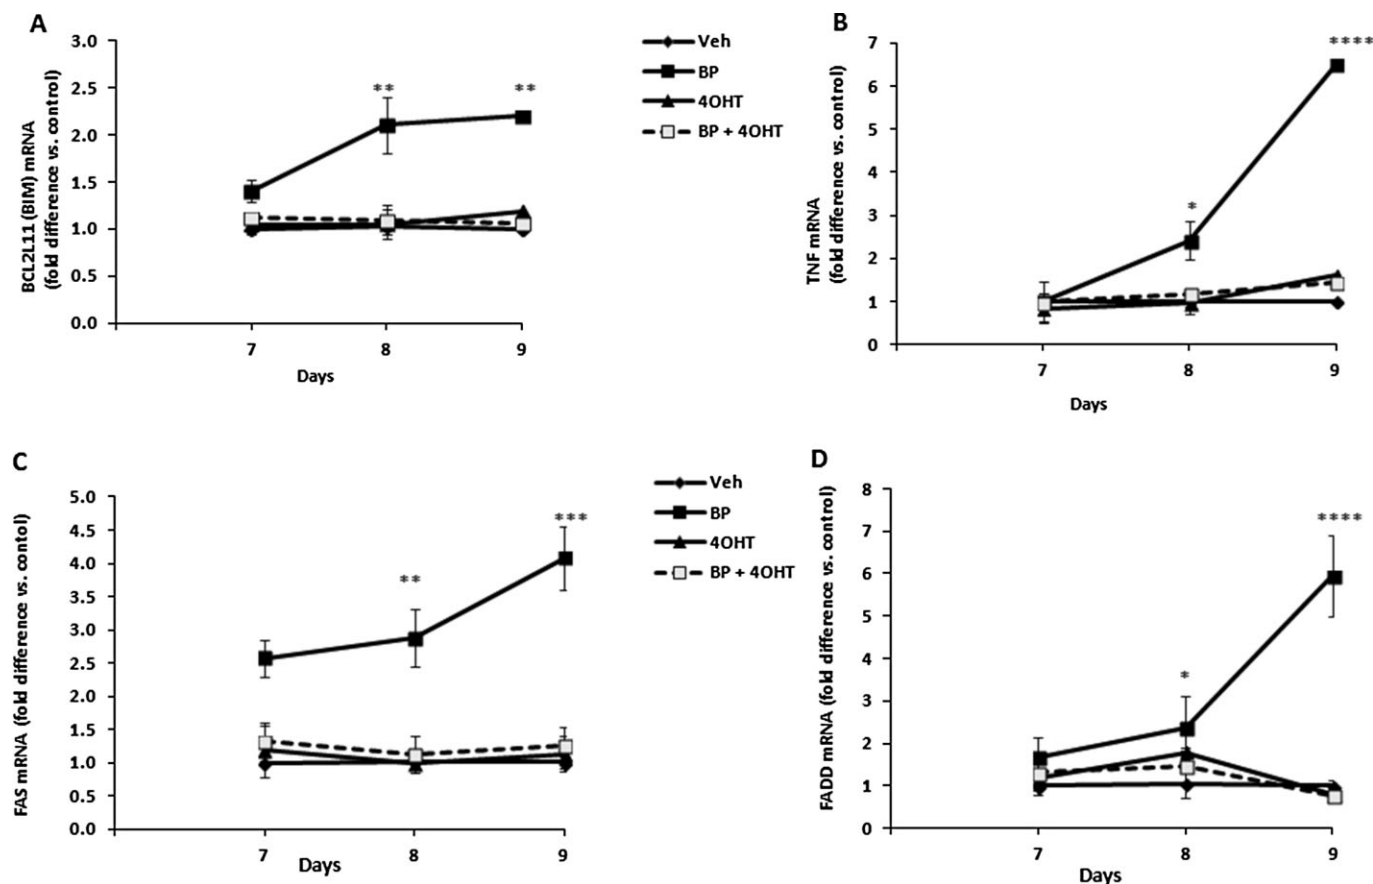 A
BCL2L11 (BIM) mRNA
(fold difference vs. control)
3.0
2.5
2.0
1.5
1.0
0.5
0.0
**
**
7
8
9
Days
Veh
BP
4OHT
BP + 4OHT
B
TNF mRNA
(fold difference vs. control)
7
6
5
4
3
2
1
0
*
****
7
8
9
Days
C
FAS mRNA (fold difference vs. contol)
5.0
4.5
4.0
3.5
3.0
2.5
2.0
1.5
1.0
0.5
0.0
**
***
7
8
9
Days
Veh
BP
4OHT
BP + 4OHT
D
FADD mRNA (fold difference vs. control)
8
7
6
5
4
3
2
1
0
*
****
7
8
9
Days